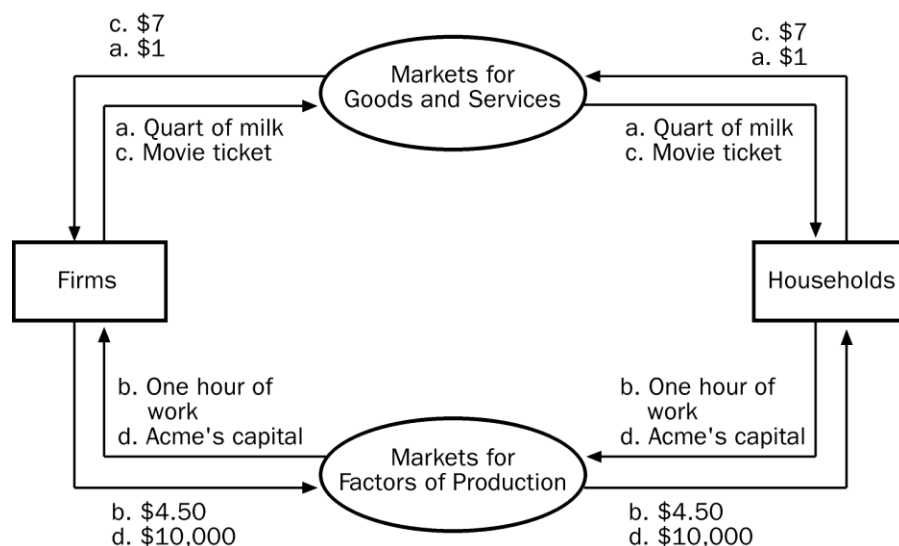 c. $7
a. $1
Markets for
Goods and Services
c. $7
a. $1
a. Quart of milk
c. Movie ticket
a. Quart of milk
c. Movie ticket
Firms
Households
b. One hour of
work
d. Acme's capital
b. One hour of
work
d. Acme's capital
Markets for
Factors of Production
b. $4.50
d. $10,000
b. $4.50
d. $10,000